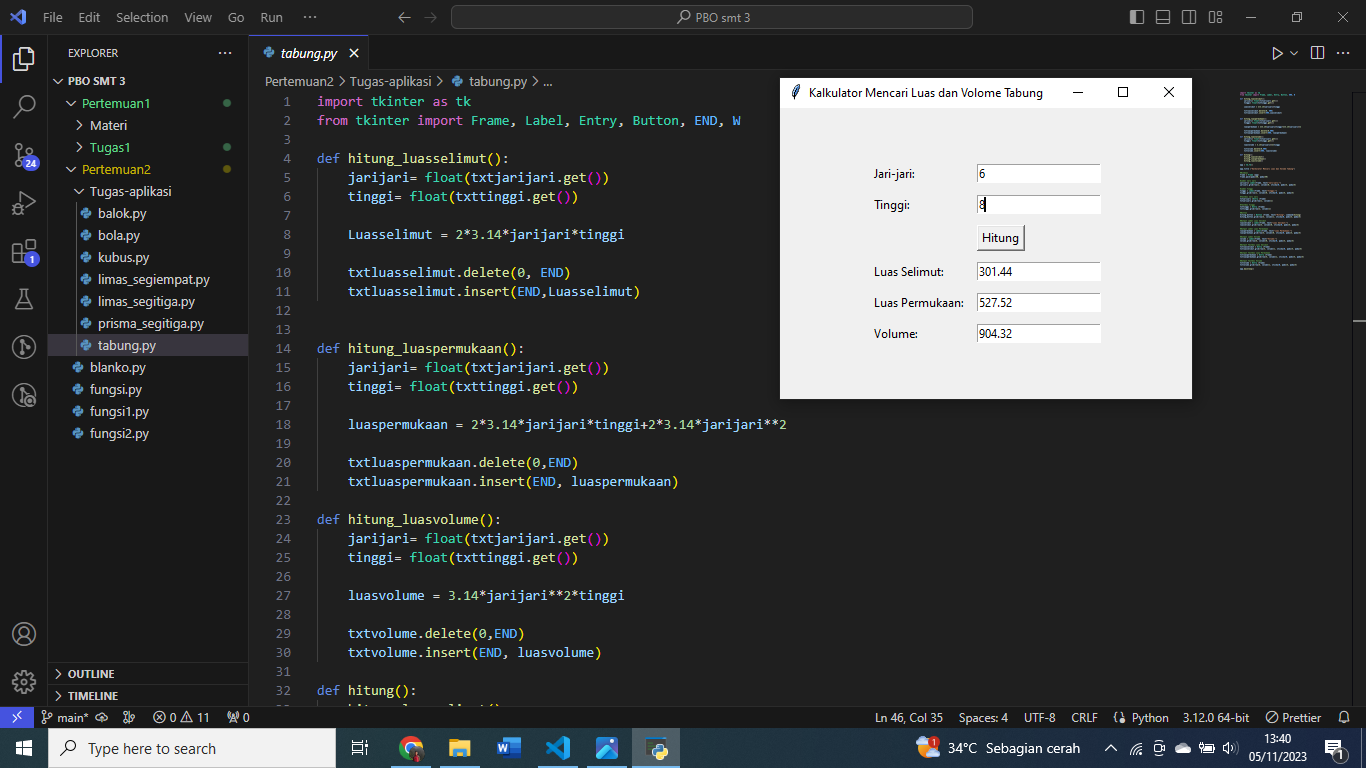 File Edit Selection View Go Run ··· PBO smt 3
EXPLORER ···
PBO SMT 3
Pertemuan1
Materi
Tugas1
Pertemuan2
Tugas-aplikasi
balok.py
bola.py
kubus.py
limas_segiempat.py
limas_segitiga.py
prisma_segitiga.py
tabung.py
blanko.py
fungsi.py
fungsi1.py
fungsi2.py
OUTLINE
TIMELINE
24
1
tabung.py
Pertemuan2 > Tugas-aplikasi > tabung.py > ...
1 import tkinter as tk
2 from tkinter import Frame, Label, Entry, Button, END, W
3
4 def hitung_luasselimut():
5 jarijari= float(txtjarijari.get())
6 tinggi= float(txttinggi.get())
7
8 Luasselimut = 2*3.14*jarijari*tinggi
9
10 txtluasselimut.delete(0, END)
11 txtluasselimut.insert(END,Luasselimut)
12
13
14 def hitung_luaspermukaan():
15 jarijari= float(txtjarijari.get())
16 tinggi= float(txttinggi.get())
17
18 luaspermukaan = 2*3.14*jarijari*tinggi+2*3.14*jarijari**2
19
20 txtluaspermukaan.delete(0,END)
21 txtluaspermukaan.insert(END, luaspermukaan)
22
23 def hitung_luasvolume():
24 jarijari= float(txtjarijari.get())
25 tinggi= float(txttinggi.get())
26
27 luasvolume = 3.14*jarijari**2*tinggi
28
29 txtvolume.delete(0,END)
30 txtvolume.insert(END, luasvolume)
31
32 def hitung():
Kalkulator Mencari Luas dan Volome Tabung
Jari-jari: 6
Tinggi: 8
Hitung
Luas Selimut: 301.44
Luas Permukaan: 527.52
Volume: 904.32
main* 0 11 0 Ln 46, Col 35 Spaces: 4 UTF-8 CRLF Python 3.12.0 64-bit Prettier
Type here to search
34°C Sebagian cerah
13:40
05/11/2023
1